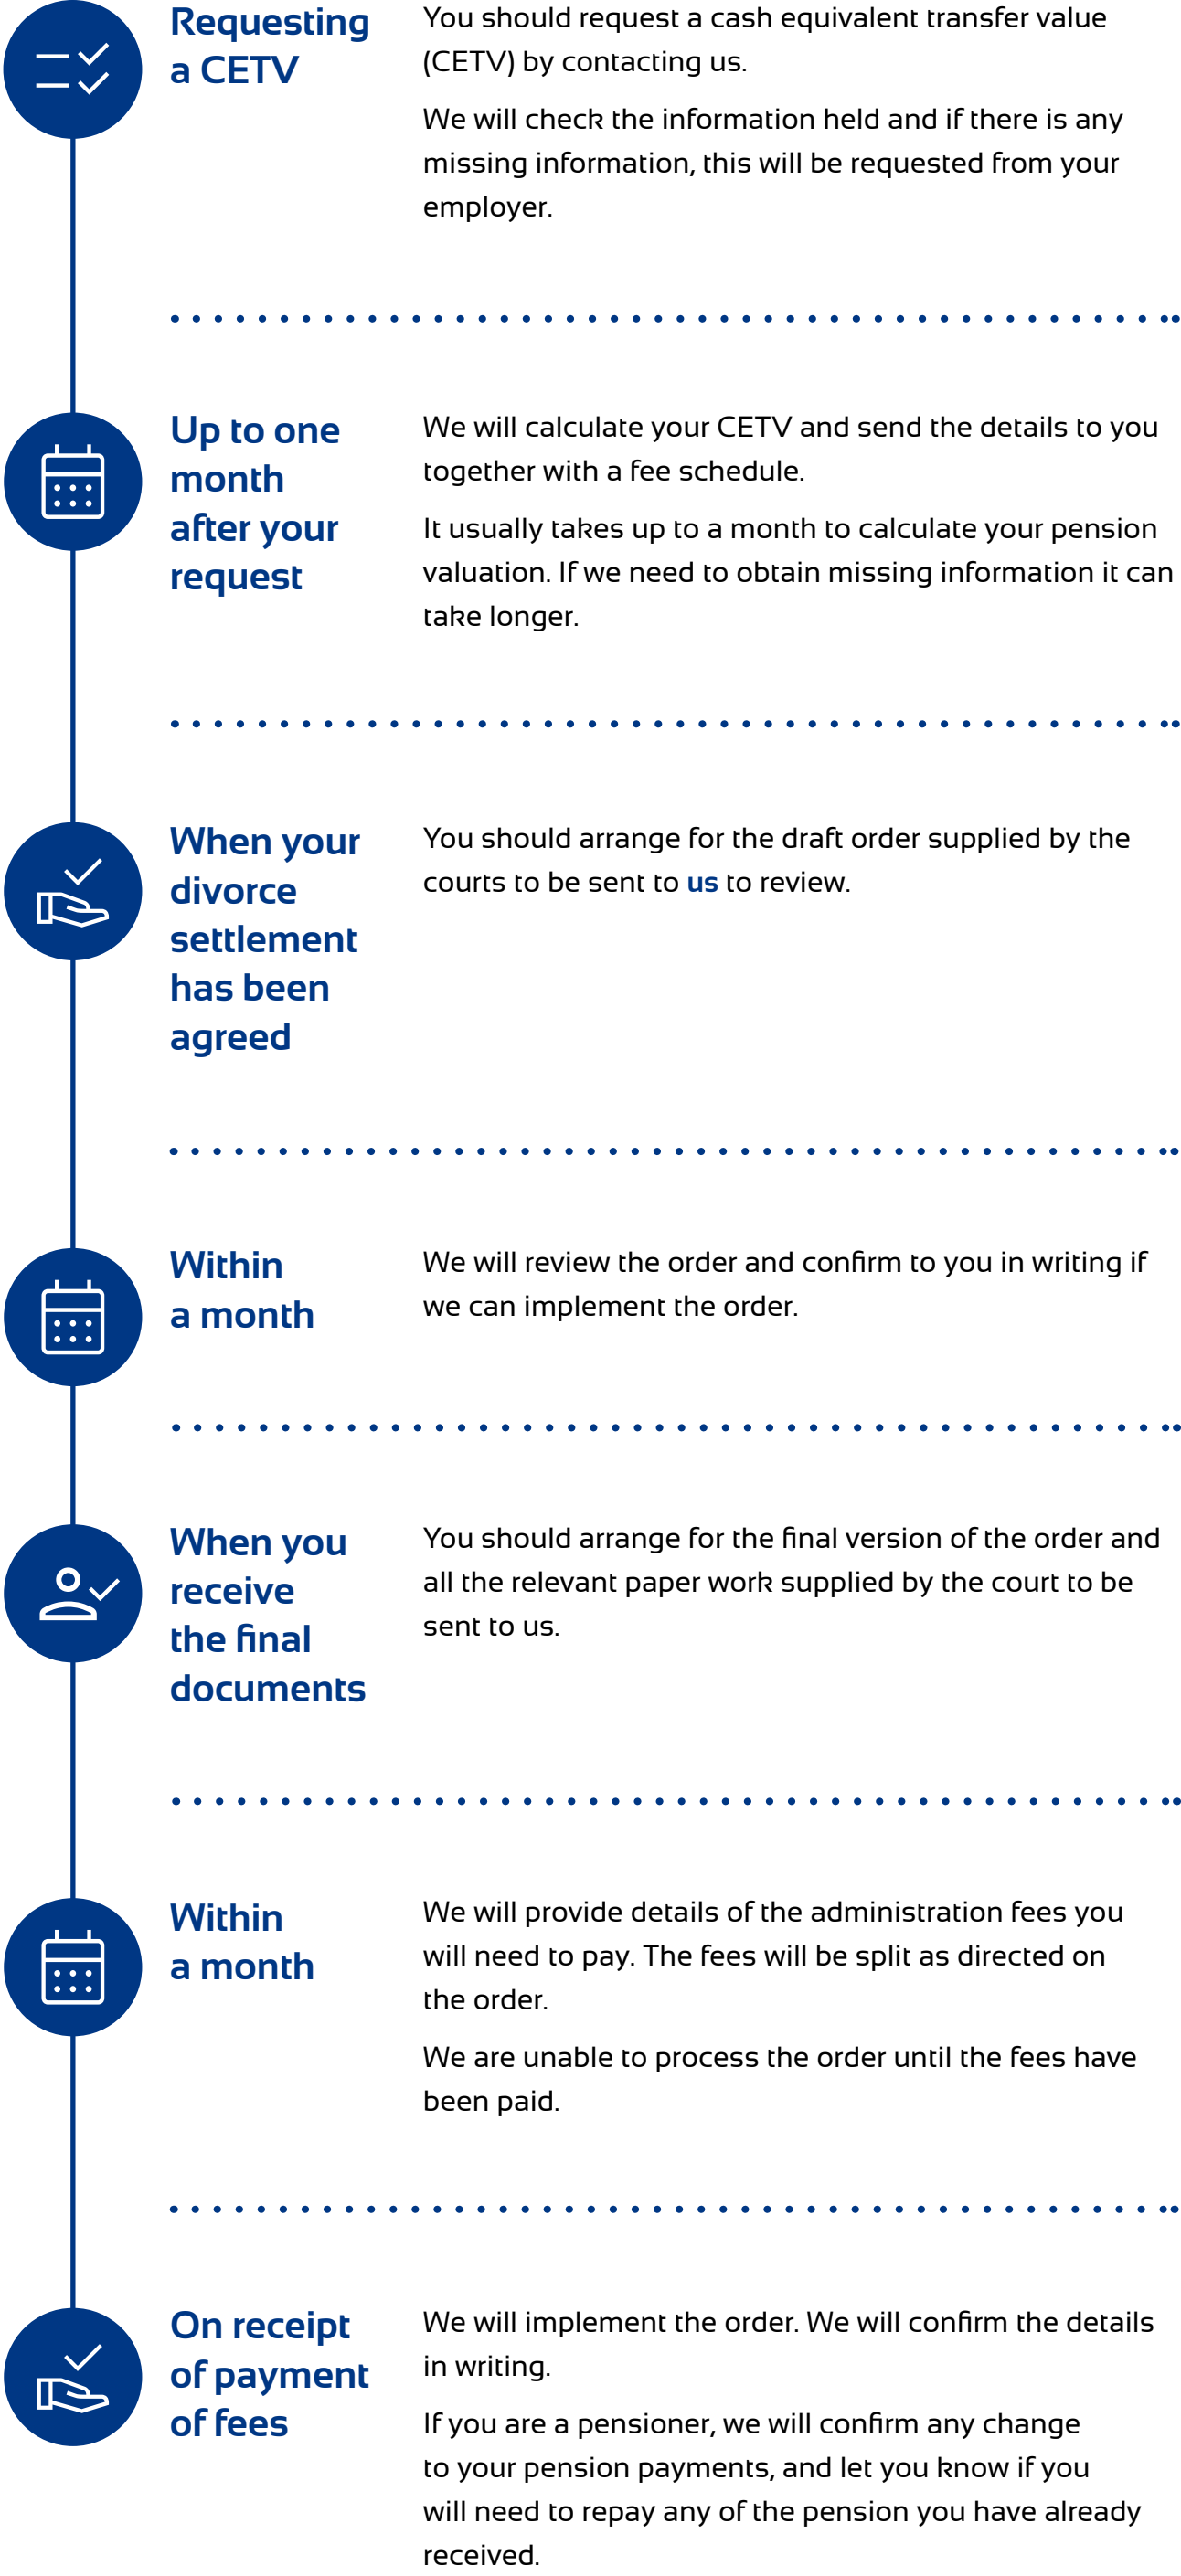 Requesting
a CETV
You should request a cash equivalent transfer value
(CETV) by contacting us.
We will check the information held and if there is any
missing information, this will be requested from your
employer.
Up to one
month
after your
request
We will calculate your CETV and send the details to you
together with a fee schedule.
It usually takes up to a month to calculate your pension
valuation. If we need to obtain missing information it can
take longer.
When your
divorce
settlement
has been
agreed
You should arrange for the draft order supplied by the
courts to be sent to us to review.
Within
a month
We will review the order and confirm to you in writing if
we can implement the order.
When you
receive
the final
documents
You should arrange for the final version of the order and
all the relevant paper work supplied by the court to be
sent to us.
Within
a month
We will provide details of the administration fees you
will need to pay. The fees will be split as directed on
the order.
We are unable to process the order until the fees have
been paid.
On receipt
of payment
of fees
We will implement the order. We will confirm the details
in writing.
If you are a pensioner, we will confirm any change
to your pension payments, and let you know if you
will need to repay any of the pension you have already
received.